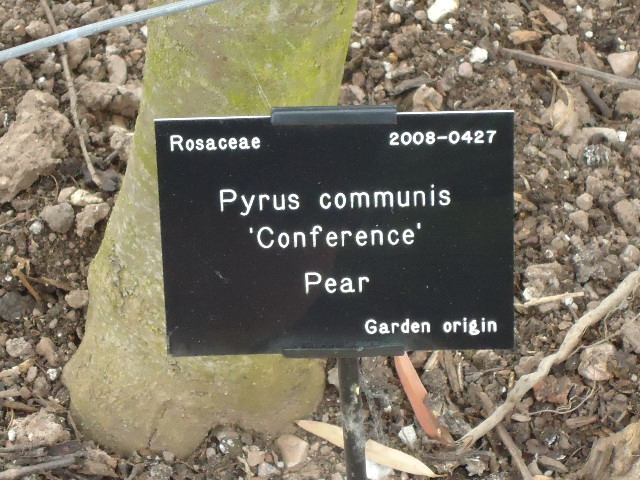 Rosaceae 2008-0427
Pyrus communis
'Conference'
Pear
Garden origin